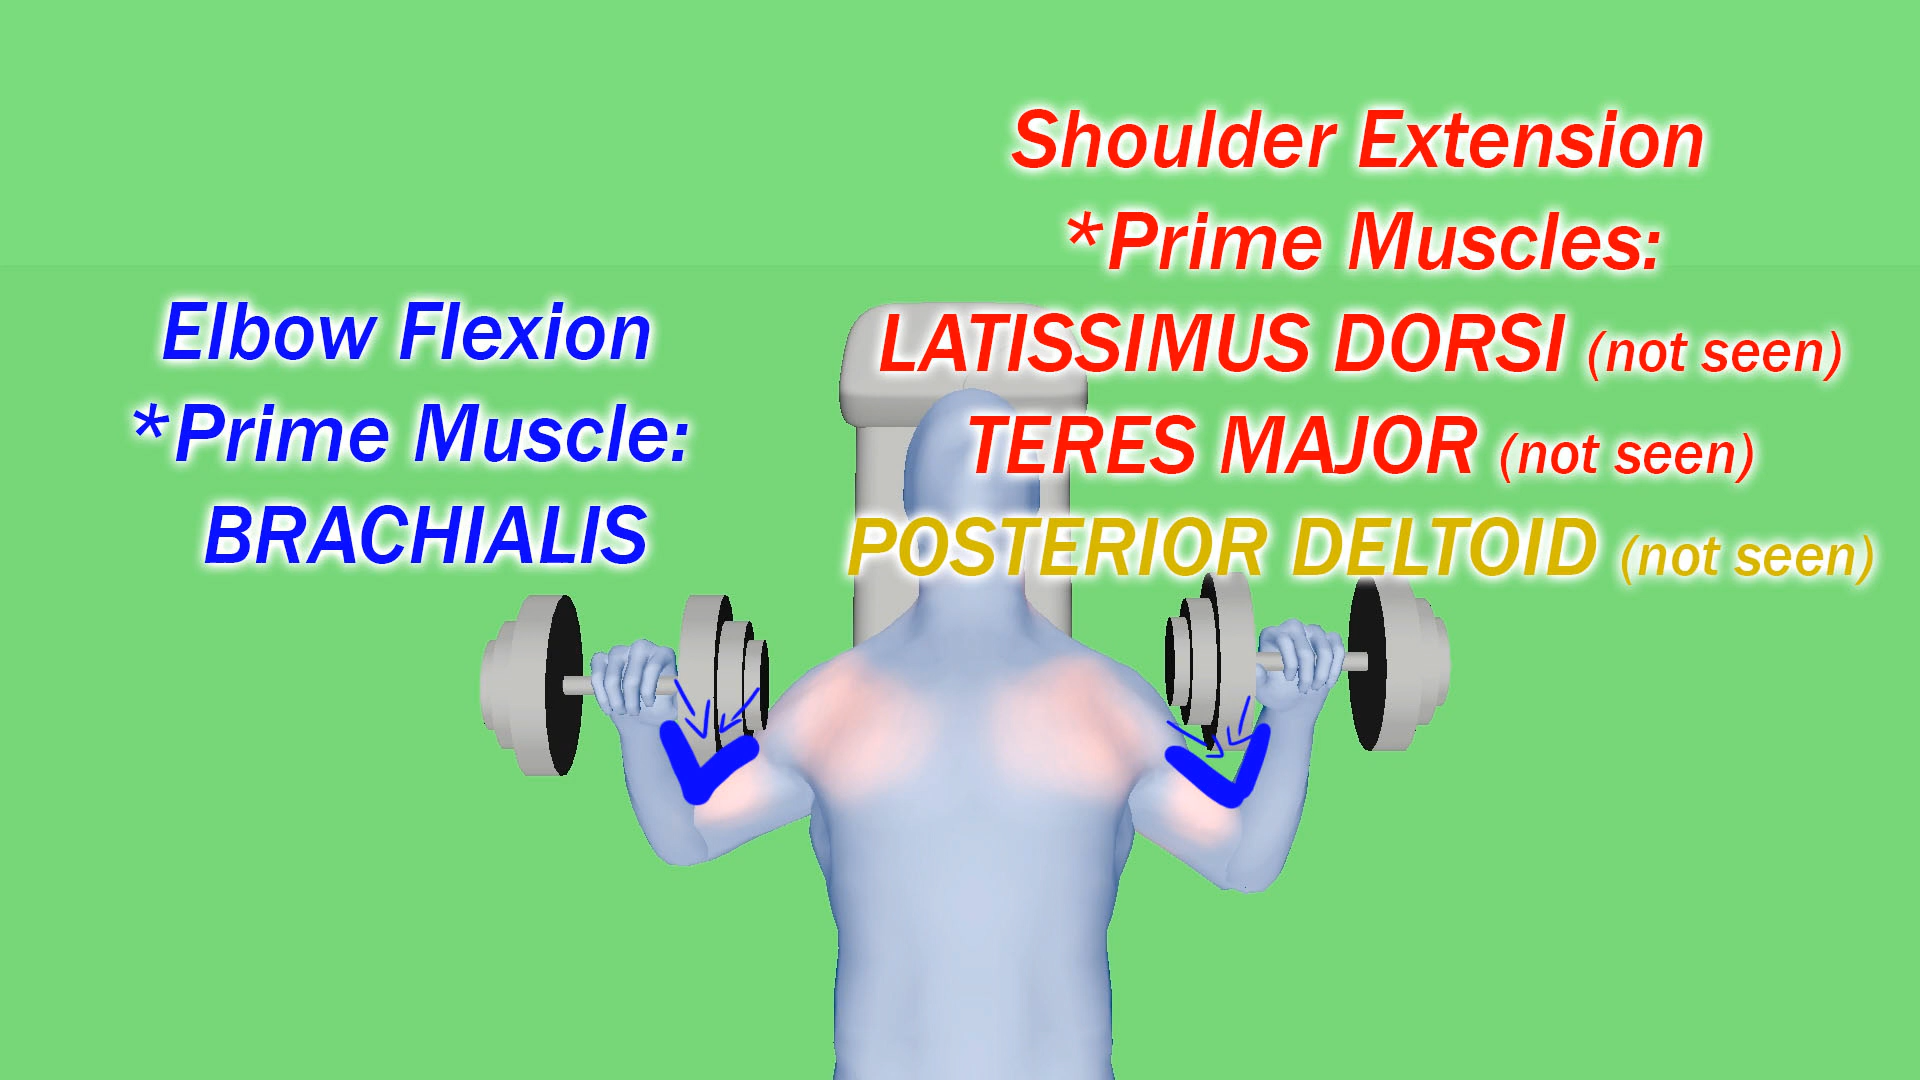 Elbow Flexion
*Prime Muscle:
BRACHIALIS
Shoulder Extension
*Prime Muscles:
LATISSIMUS DORSI (not seen)
TERES MAJOR (not seen)
POSTERIOR DELTOID (not seen)